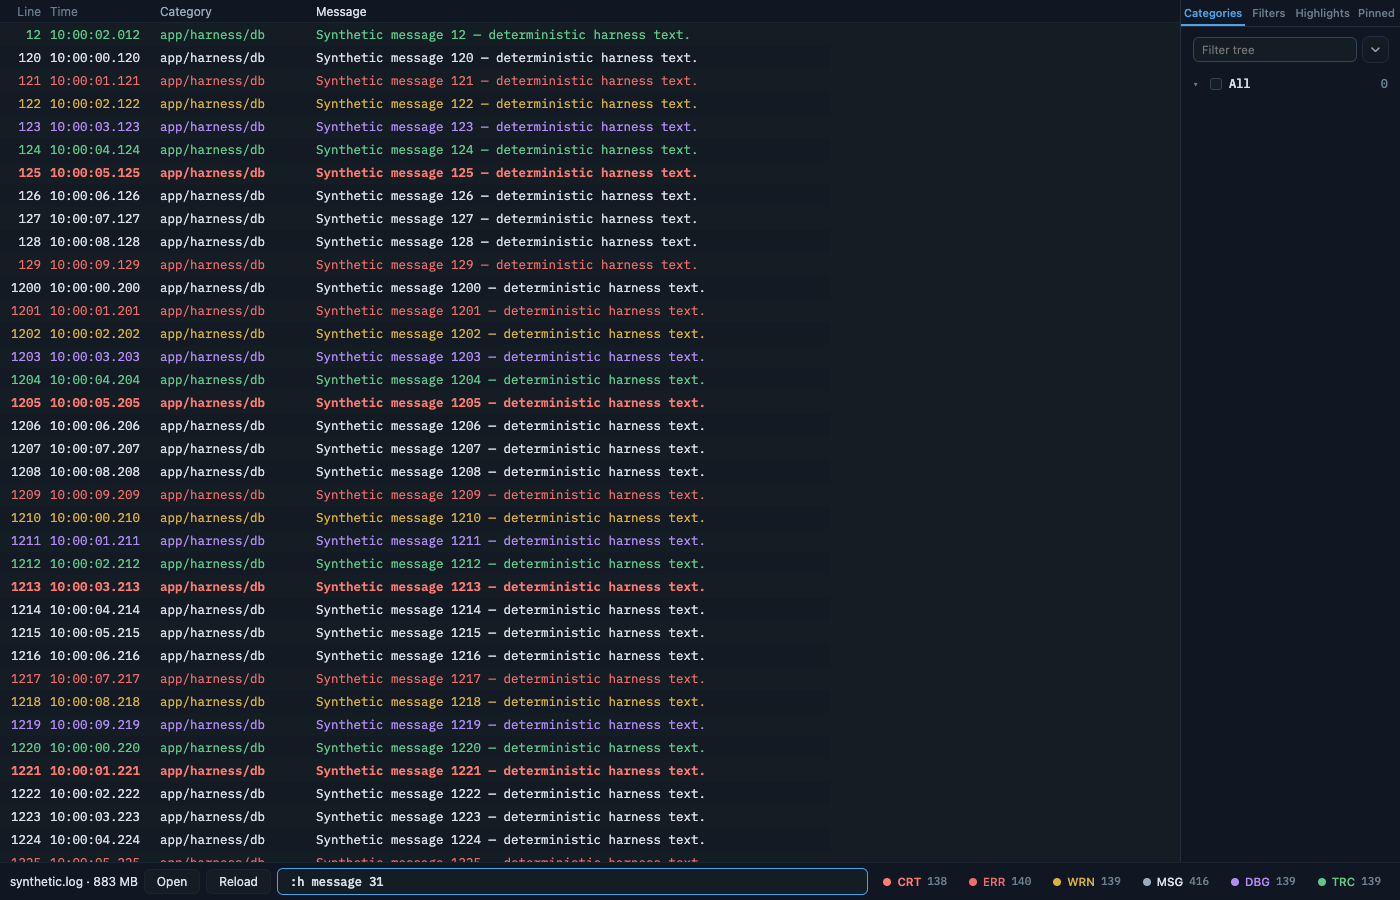 Line Time Category Message
Categories Filters Highlights Pinned
Filter tree
All 0
12 10:00:02.012 app/harness/db Synthetic message 12 — deterministic harness text.
120 10:00:00.120 app/harness/db Synthetic message 120 — deterministic harness text.
121 10:00:01.121 app/harness/db Synthetic message 121 — deterministic harness text.
122 10:00:02.122 app/harness/db Synthetic message 122 — deterministic harness text.
123 10:00:03.123 app/harness/db Synthetic message 123 — deterministic harness text.
124 10:00:04.124 app/harness/db Synthetic message 124 — deterministic harness text.
125 10:00:05.125 app/harness/db Synthetic message 125 — deterministic harness text.
126 10:00:06.126 app/harness/db Synthetic message 126 — deterministic harness text.
127 10:00:07.127 app/harness/db Synthetic message 127 — deterministic harness text.
128 10:00:08.128 app/harness/db Synthetic message 128 — deterministic harness text.
129 10:00:09.129 app/harness/db Synthetic message 129 — deterministic harness text.
1200 10:00:00.200 app/harness/db Synthetic message 1200 — deterministic harness text.
1201 10:00:01.201 app/harness/db Synthetic message 1201 — deterministic harness text.
1202 10:00:02.202 app/harness/db Synthetic message 1202 — deterministic harness text.
1203 10:00:03.203 app/harness/db Synthetic message 1203 — deterministic harness text.
1204 10:00:04.204 app/harness/db Synthetic message 1204 — deterministic harness text.
1205 10:00:05.205 app/harness/db Synthetic message 1205 — deterministic harness text.
1206 10:00:06.206 app/harness/db Synthetic message 1206 — deterministic harness text.
1207 10:00:07.207 app/harness/db Synthetic message 1207 — deterministic harness text.
1208 10:00:08.208 app/harness/db Synthetic message 1208 — deterministic harness text.
1209 10:00:09.209 app/harness/db Synthetic message 1209 — deterministic harness text.
1210 10:00:00.210 app/harness/db Synthetic message 1210 — deterministic harness text.
1211 10:00:01.211 app/harness/db Synthetic message 1211 — deterministic harness text.
1212 10:00:02.212 app/harness/db Synthetic message 1212 — deterministic harness text.
1213 10:00:03.213 app/harness/db Synthetic message 1213 — deterministic harness text.
1214 10:00:04.214 app/harness/db Synthetic message 1214 — deterministic harness text.
1215 10:00:05.215 app/harness/db Synthetic message 1215 — deterministic harness text.
1216 10:00:06.216 app/harness/db Synthetic message 1216 — deterministic harness text.
1217 10:00:07.217 app/harness/db Synthetic message 1217 — deterministic harness text.
1218 10:00:08.218 app/harness/db Synthetic message 1218 — deterministic harness text.
1219 10:00:09.219 app/harness/db Synthetic message 1219 — deterministic harness text.
1220 10:00:00.220 app/harness/db Synthetic message 1220 — deterministic harness text.
1221 10:00:01.221 app/harness/db Synthetic message 1221 — deterministic harness text.
1222 10:00:02.222 app/harness/db Synthetic message 1222 — deterministic harness text.
1223 10:00:03.223 app/harness/db Synthetic message 1223 — deterministic harness text.
1224 10:00:04.224 app/harness/db Synthetic message 1224 — deterministic harness text.
synthetic.log · 883 MB Open Reload :h message 31 CRT 138 ERR 140 WRN 139 MSG 416 DBG 139 TRC 139